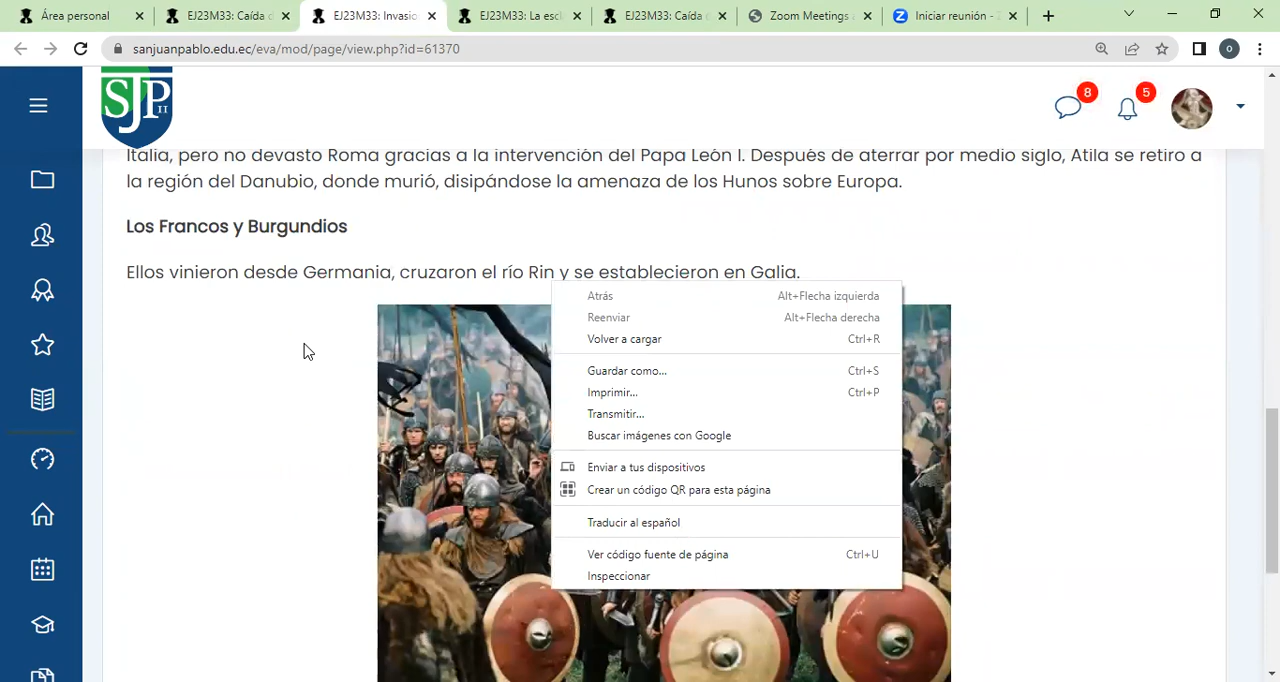 Área personal
EJ23M33: Caída d
EJ23M33: Invasio
EJ23M33: La escl
EJ23M33: Caída d
Zoom Meetings
Iniciar reunión -
sanjuanpablo.edu.ec/eva/mod/page/view.php?id=61370
o
SJP II
8
5
Italia, pero no devasto Roma gracias a la intervención del Papa León I. Después de aterrar por medio siglo, Atila se retiro a
la región del Danubio, donde murió, disipándose la amenaza de los Hunos sobre Europa.
Los Francos y Burgundios
Ellos vinieron desde Germania, cruzaron el río Rin y se establecieron en Galia.
Atrás Alt+Flecha izquierda
Reenviar Alt+Flecha derecha
Volver a cargar Ctrl+R
Guardar como... Ctrl+S
Imprimir... Ctrl+P
Transmitir...
Buscar imágenes con Google
Enviar a tus dispositivos
Crear un código QR para esta página
Traducir al español
Ver código fuente de página Ctrl+U
Inspeccionar